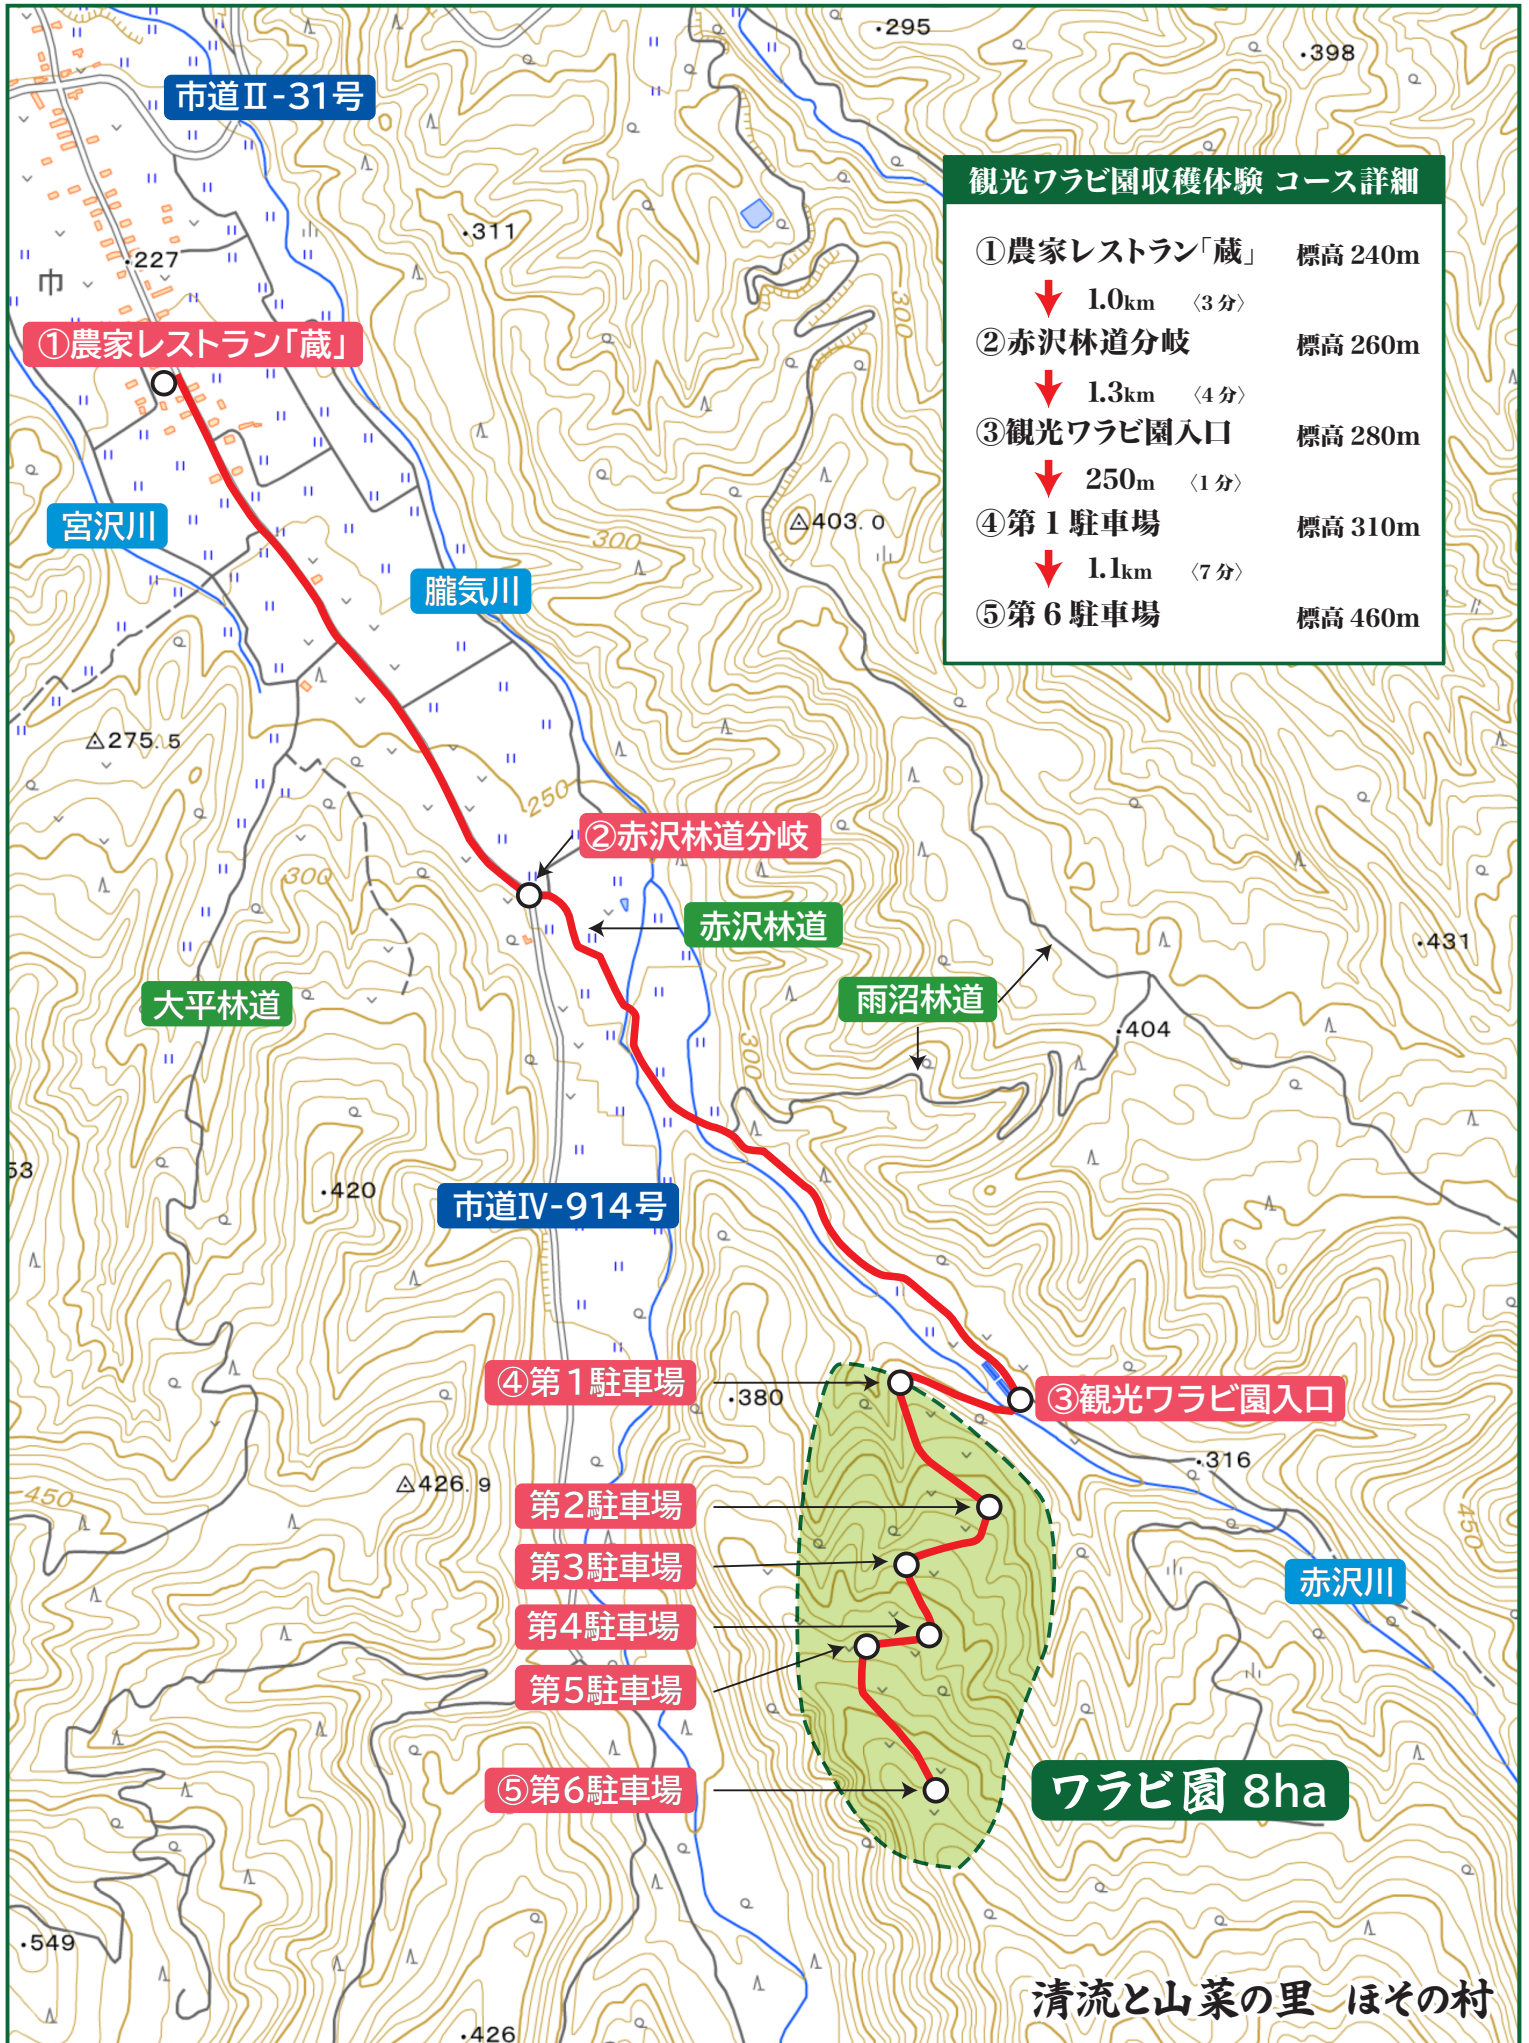 295
398
市道Ⅱ-31号
観光ワラビ園収穫体験 コース詳細
①農家レストラン「蔵」 標高 240m
1.0km 〈3 分〉
②赤沢林道分岐 標高 260m
1.3km 〈4 分〉
③観光ワラビ園入口 標高 280m
250m 〈1 分〉
④第 1 駐車場 標高 310m
1.1km 〈7 分〉
⑤第 6 駐車場 標高 460m
311
227
巾
300
①農家レストラン「蔵」
宮沢川
403.0
300
朧気川
275.5
250
②赤沢林道分岐
300
赤沢林道
431
大平林道
雨沼林道
404
300
53
420
市道Ⅳ-914号
④第1駐車場
380
③観光ワラビ園入口
316
426.9
450
第2駐車場
450
第3駐車場
赤沢川
第4駐車場
第5駐車場
⑤第6駐車場
ワラビ園 8ha
549
清流と山菜の里 ほその村
426